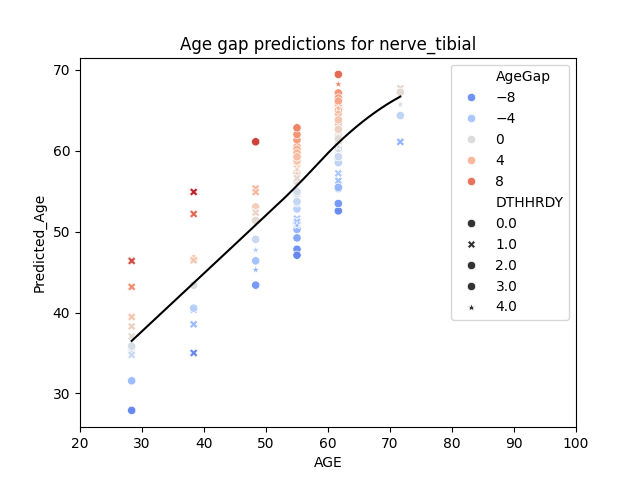 Age gap predictions for nerve_tibial
Predicted_Age
70
60
50
40
30
20 30 40 50 60 70 80 90 100
AGE
AgeGap
−8
−4
0
4
8
DTHHRDY
0.0
1.0
2.0
3.0
4.0